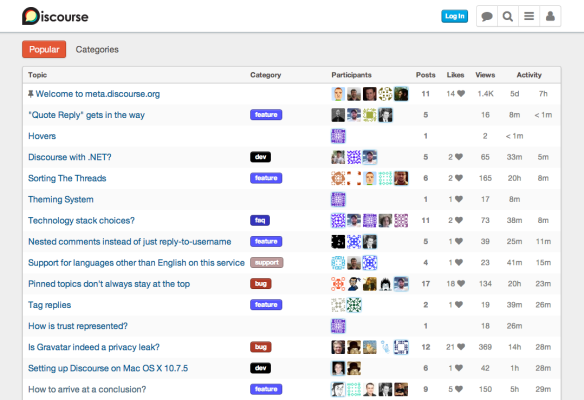 Discourse
Log In
Popular Categories
Topic Category Participants Posts Likes Views Activity
Welcome to meta.discourse.org 11 14 1.4K 5d 7h
"Quote Reply" gets in the way feature 5 16 8m < 1m
Hovers 1 2 < 1m
Discourse with .NET? dev 5 2 65 33m 5m
Sorting The Threads feature 6 2 165 20h 8m
Theming System 1 1 17 8m
Technology stack choices? faq 11 2 73 38m 8m
Nested comments instead of just reply-to-username feature 5 1 39 25m 11m
Support for languages other than English on this service support 4 1 23 41m 15m
Pinned topics don't always stay at the top bug 17 18 134 20h 23m
Tag replies feature 2 1 19 39m 26m
How is trust represented? 1 18 26m
Is Gravatar indeed a privacy leak? bug 12 21 369 14h 28m
Setting up Discourse on Mac OS X 10.7.5 dev 6 1 42 1h 28m
How to arrive at a conclusion? feature 9 5 150 5h 29m